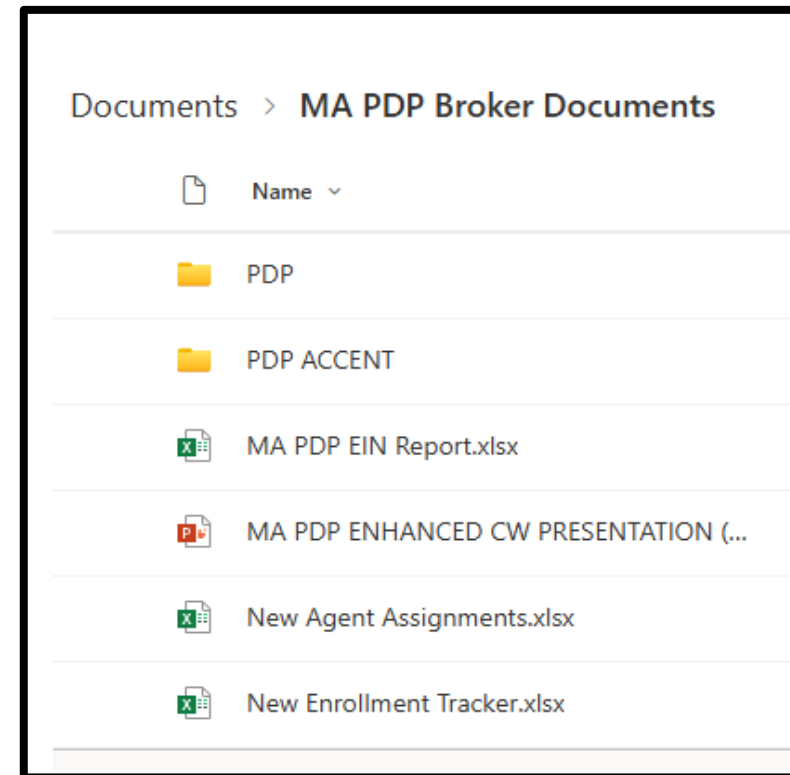 Documents > MA PDP Broker Documents
Name
PDP
PDP ACCENT
MA PDP EIN Report.xlsx
MA PDP ENHANCED CW PRESENTATION (...
New Agent Assignments.xlsx
New Enrollment Tracker.xlsx